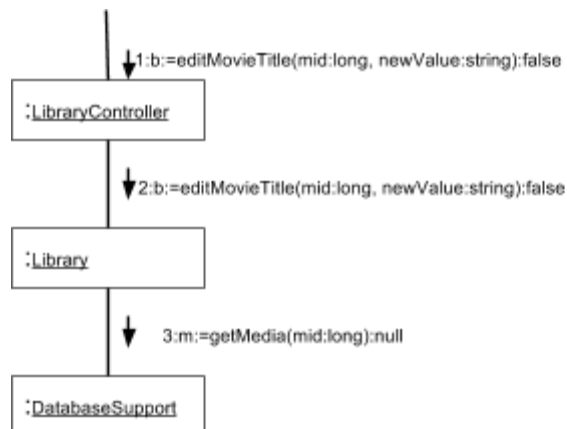 1:b:=editMovieTitle(mid:long, newValue:string):false
:LibraryController
2:b:=editMovieTitle(mid:long, newValue:string):false
:Library
3:m:=getMedia(mid:long):null
:DatabaseSupport